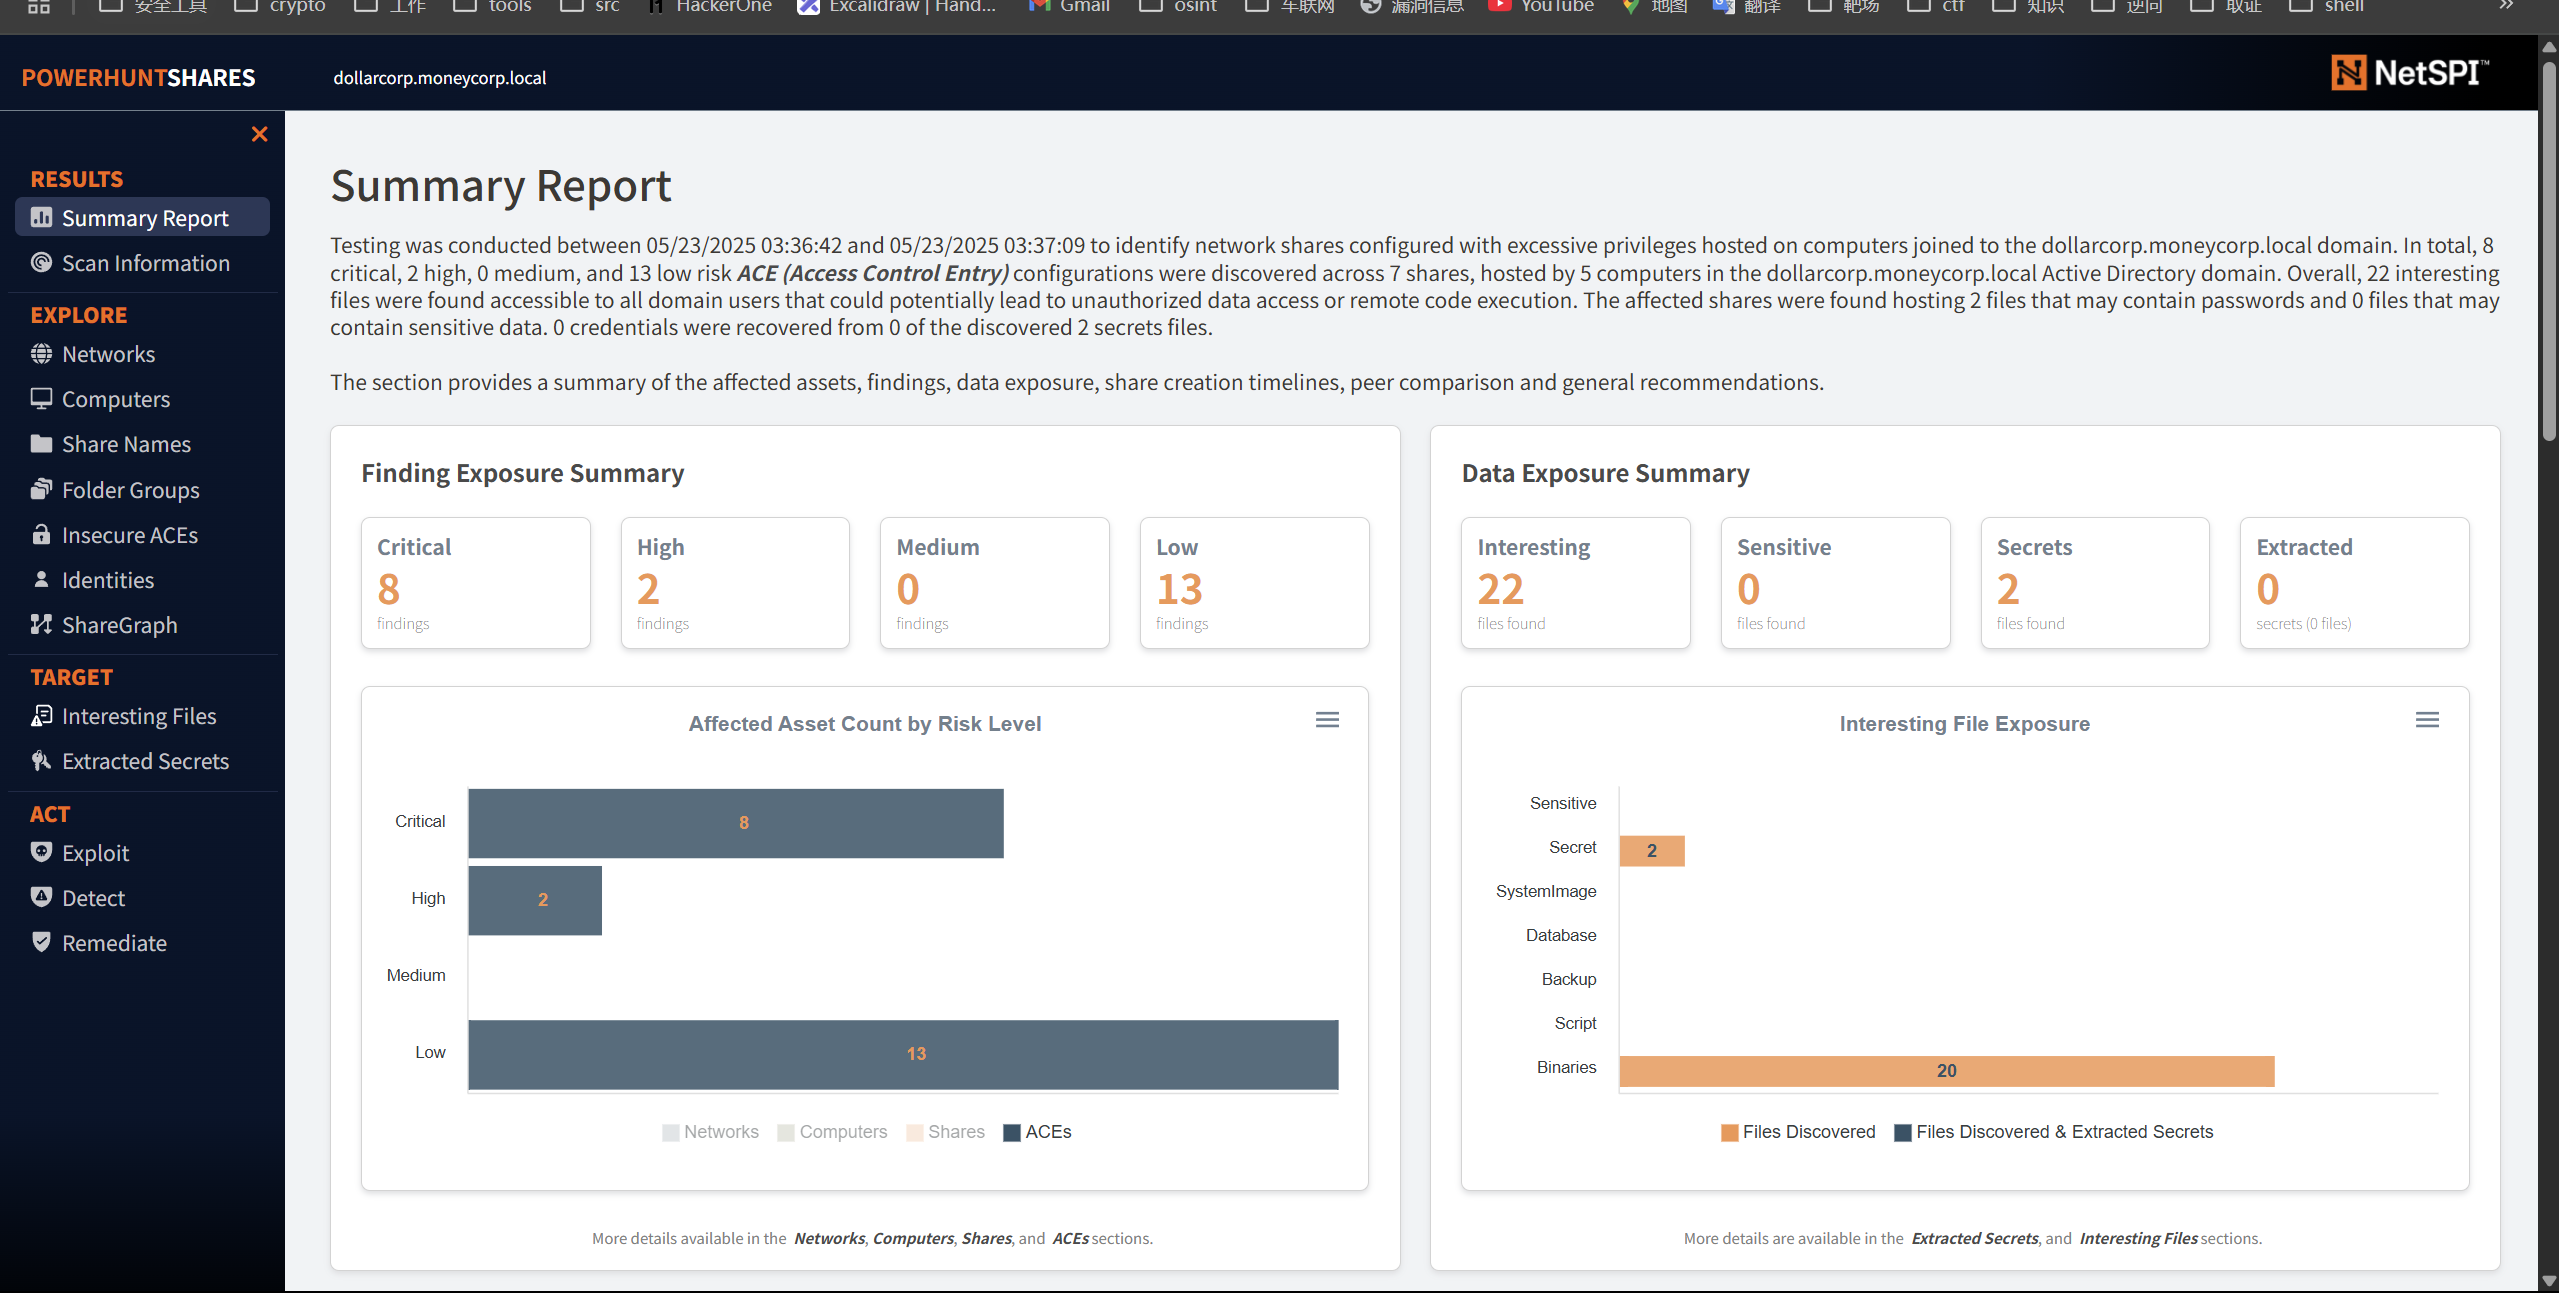 安全工具 crypto 工作 tools src HackerOne Excalidraw | Hand... Gmail osint 车联网 漏洞信息 YouTube 地图 翻译 靶场 ctf 知识 逆向 取证 shell »
POWERHUNTSHARES
dollarcorp.moneycorp.local
NetSPI™
RESULTS
Summary Report
Scan Information
EXPLORE
Networks
Computers
Share Names
Folder Groups
Insecure ACEs
Identities
ShareGraph
TARGET
Interesting Files
Extracted Secrets
ACT
Exploit
Detect
Remediate
Summary Report
Testing was conducted between 05/23/2025 03:36:42 and 05/23/2025 03:37:09 to identify network shares configured with excessive privileges hosted on computers joined to the dollarcorp.moneycorp.local domain. In total, 8
critical, 2 high, 0 medium, and 13 low risk ACE (Access Control Entry) configurations were discovered across 7 shares, hosted by 5 computers in the dollarcorp.moneycorp.local Active Directory domain. Overall, 22 interesting
files were found accessible to all domain users that could potentially lead to unauthorized data access or remote code execution. The affected shares were found hosting 2 files that may contain passwords and 0 files that may
contain sensitive data. 0 credentials were recovered from 0 of the discovered 2 secrets files.
The section provides a summary of the affected assets, findings, data exposure, share creation timelines, peer comparison and general recommendations.
Finding Exposure Summary
Critical
8
findings
High
2
findings
Medium
0
findings
Low
13
findings
Affected Asset Count by Risk Level
Critical
8
High
2
Medium
Low
13
Networks Computers Shares ACEs
More details available in the Networks, Computers, Shares, and ACEs sections.
Data Exposure Summary
Interesting
22
files found
Sensitive
0
files found
Secrets
2
files found
Extracted
0
secrets (0 files)
Interesting File Exposure
Sensitive
Secret
2
SystemImage
Database
Backup
Script
Binaries
20
Files Discovered Files Discovered & Extracted Secrets
More details are available in the Extracted Secrets, and Interesting Files sections.